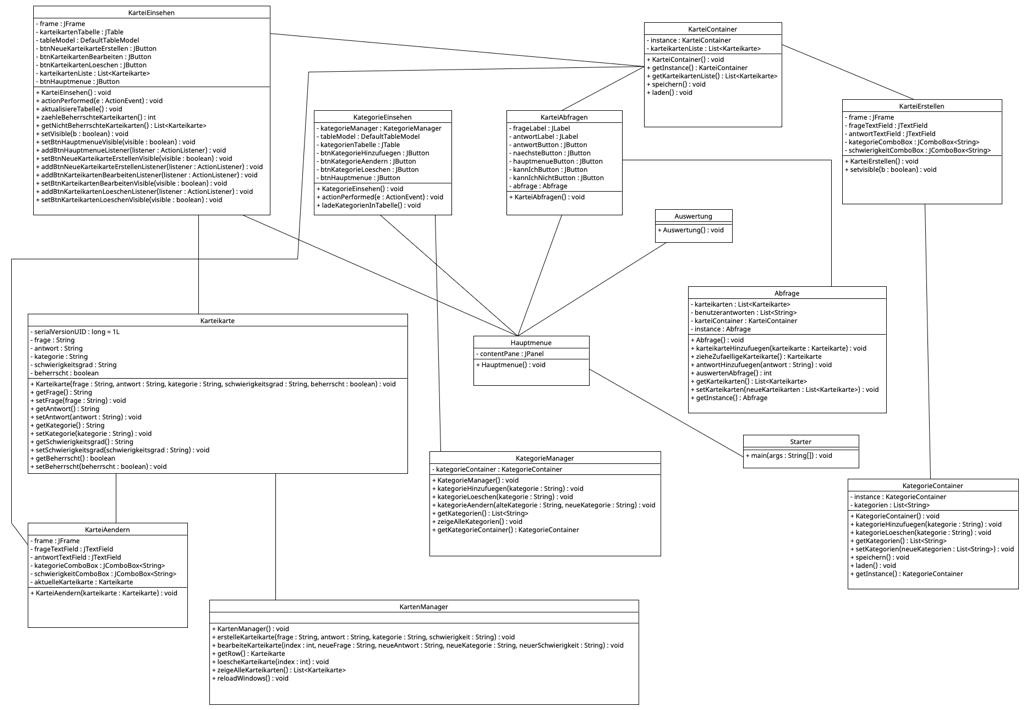 KarteiEinsehen
- frame : JFrame
- karteikartenTabelle : JTable
- tableModel : DefaultTableModel
- btnNeueKarteikarteErstellen : JButton
- btnKarteikartenBearbeiten : JButton
- btnKarteikartenLoeschen : JButton
- karteikartenListe : List<Karteikarte>
- btnHauptmenue : JButton
+ KarteiEinsehen() : void
+ actionPerformed(e : ActionEvent) : void
+ aktualisiereTabelle() : void
+ zaehleBeherrschteKarteikarten() : int
+ getNichtBeherrschteKarteikarten() : List<Karteikarte>
+ setVisible(b : boolean) : void
+ setBtnHauptmenueVisible(visible : boolean) : void
+ addBtnHauptmenueListener(listener : ActionListener) : void
+ setBtnNeueKarteikarteErstellenVisible(visible : boolean) : void
+ addBtnNeueKarteikarteErstellenListener(listener : ActionListener) : void
+ addBtnKarteikartenBearbeitenListener(listener : ActionListener) : void
+ setBtnKarteikartenBearbeitenVisible(visible : boolean) : void
+ addBtnKarteikartenLoeschenListener(listener : ActionListener) : void
+ setBtnKarteikartenLoeschenVisible(visible : boolean) : void
KarteiContainer
- instance : KarteiContainer
- karteikartenListe : List<Karteikarte>
+ KarteiContainer() : void
+ getInstance() : KarteiContainer
+ getKarteikartenListe() : List<Karteikarte>
+ speichern() : void
+ laden() : void
KategorieEinsehen
- kategorieManager : KategorieManager
- tableModel : DefaultTableModel
- kategorienTabelle : JTable
- btnKategorieHinzufuegen : JButton
- btnKategorieAendern : JButton
- btnKategorieLoeschen : JButton
- btnHauptmenue : JButton
+ KategorieEinsehen() : void
+ actionPerformed(e : ActionEvent) : void
+ ladeKategorienInTabelle() : void
KarteiAbfragen
- frageLabel : JLabel
- antwortLabel : JLabel
- antwortButton : JButton
- naechsteButton : JButton
- hauptmenueButton : JButton
- kannIchButton : JButton
- kannIchNichtButton : JButton
- abfrage : Abfrage
+ KarteiAbfragen() : void
KarteiErstellen
- frame : JFrame
- frageTextFeld : JTextField
- antwortTextFeld : JTextField
- kategorieComboBox : JComboBox<String>
- schwierigkeitComboBox : JComboBox<String>
+ KarteiErstellen() : void
+ setvisible(b : boolean) : void
Auswertung
+ Auswertung() : void
Abfrage
- karteikarten : List<Karteikarte>
- benutzerantworten : List<String>
- karteiContainer : KarteiContainer
- instance : Abfrage
+ Abfrage() : void
+ karteikarteHinzufuegen(karteikarte : Karteikarte) : void
+ zieheZufaelligeKarteikarte() : Karteikarte
+ antwortHinzufuegen(antwort : String) : void
+ auswertenAbfrage() : int
+ getKarteikarten() : List<Karteikarte>
+ setKarteikarten(neueKarteikarten : List<Karteikarte>) : void
+ getInstance() : Abfrage
Karteikarte
- serialVersionUID : long = 1L
- frage : String
- antwort : String
- kategorie : String
- schwierigkeitsgrad : String
- beherrscht : boolean
+ Karteikarte(frage : String, antwort : String, kategorie : String, schwierigkeitsgrad : String, beherrscht : boolean) : void
+ getFrage() : String
+ setFrage(frage : String) : void
+ getAntwort() : String
+ setAntwort(antwort : String) : void
+ getKategorie() : String
+ setKategorie(kategorie : String) : void
+ getSchwierigkeitsgrad() : String
+ setSchwierigkeitsgrad(schwierigkeitsgrad : String) : void
+ getBeherrscht() : boolean
+ setBeherrscht(beherrscht : boolean) : void
Hauptmenue
- contentPane : JPanel
+ Hauptmenue() : void
Starter
+ main(args : String[]) : void
KategorieManager
- kategorieContainer : KategorieContainer
+ KategorieManager() : void
+ kategorieHinzufuegen(kategorie : String) : void
+ kategorieLoeschen(kategorie : String) : void
+ kategorieAendern(alteKategorie : String, neueKategorie : String) : void
+ getKategorien() : List<String>
+ zeigeAlleKategorien() : void
+ getKategorieContainer() : KategorieContainer
KategorieContainer
- instance : KategorieContainer
- kategorien : List<String>
+ KategorieContainer() : void
+ kategorieHinzufuegen(kategorie : String) : void
+ kategorieLoeschen(kategorie : String) : void
+ getKategorien() : List<String>
+ setKategorien(neueKategorien : List<String>) : void
+ speichern() : void
+ laden() : void
+ getInstance() : KategorieContainer
KarteiAendern
- frame : JFrame
- frageTextFeld : JTextField
- antwortTextFeld : JTextField
- kategorieComboBox : JComboBox<String>
- schwierigkeitComboBox : JComboBox<String>
- aktuelleKarteikarte : Karteikarte
+ KarteiAendern(karteikarte : Karteikarte) : void
KartenManager
+ KartenManager() : void
+ erstelleKarteikarte(frage : String, antwort : String, kategorie : String, schwierigkeit : String) : void
+ bearbeiteKarteikarte(index : int, neueFrage : String, neueAntwort : String, neueKategorie : String, neuerSchwierigkeit : String) : void
+ getRow() : Karteikarte
+ loescheKarteikarte(index : int) : void
+ zeigeAlleKarteikarten() : List<Karteikarte>
+ reloadWindows() : void